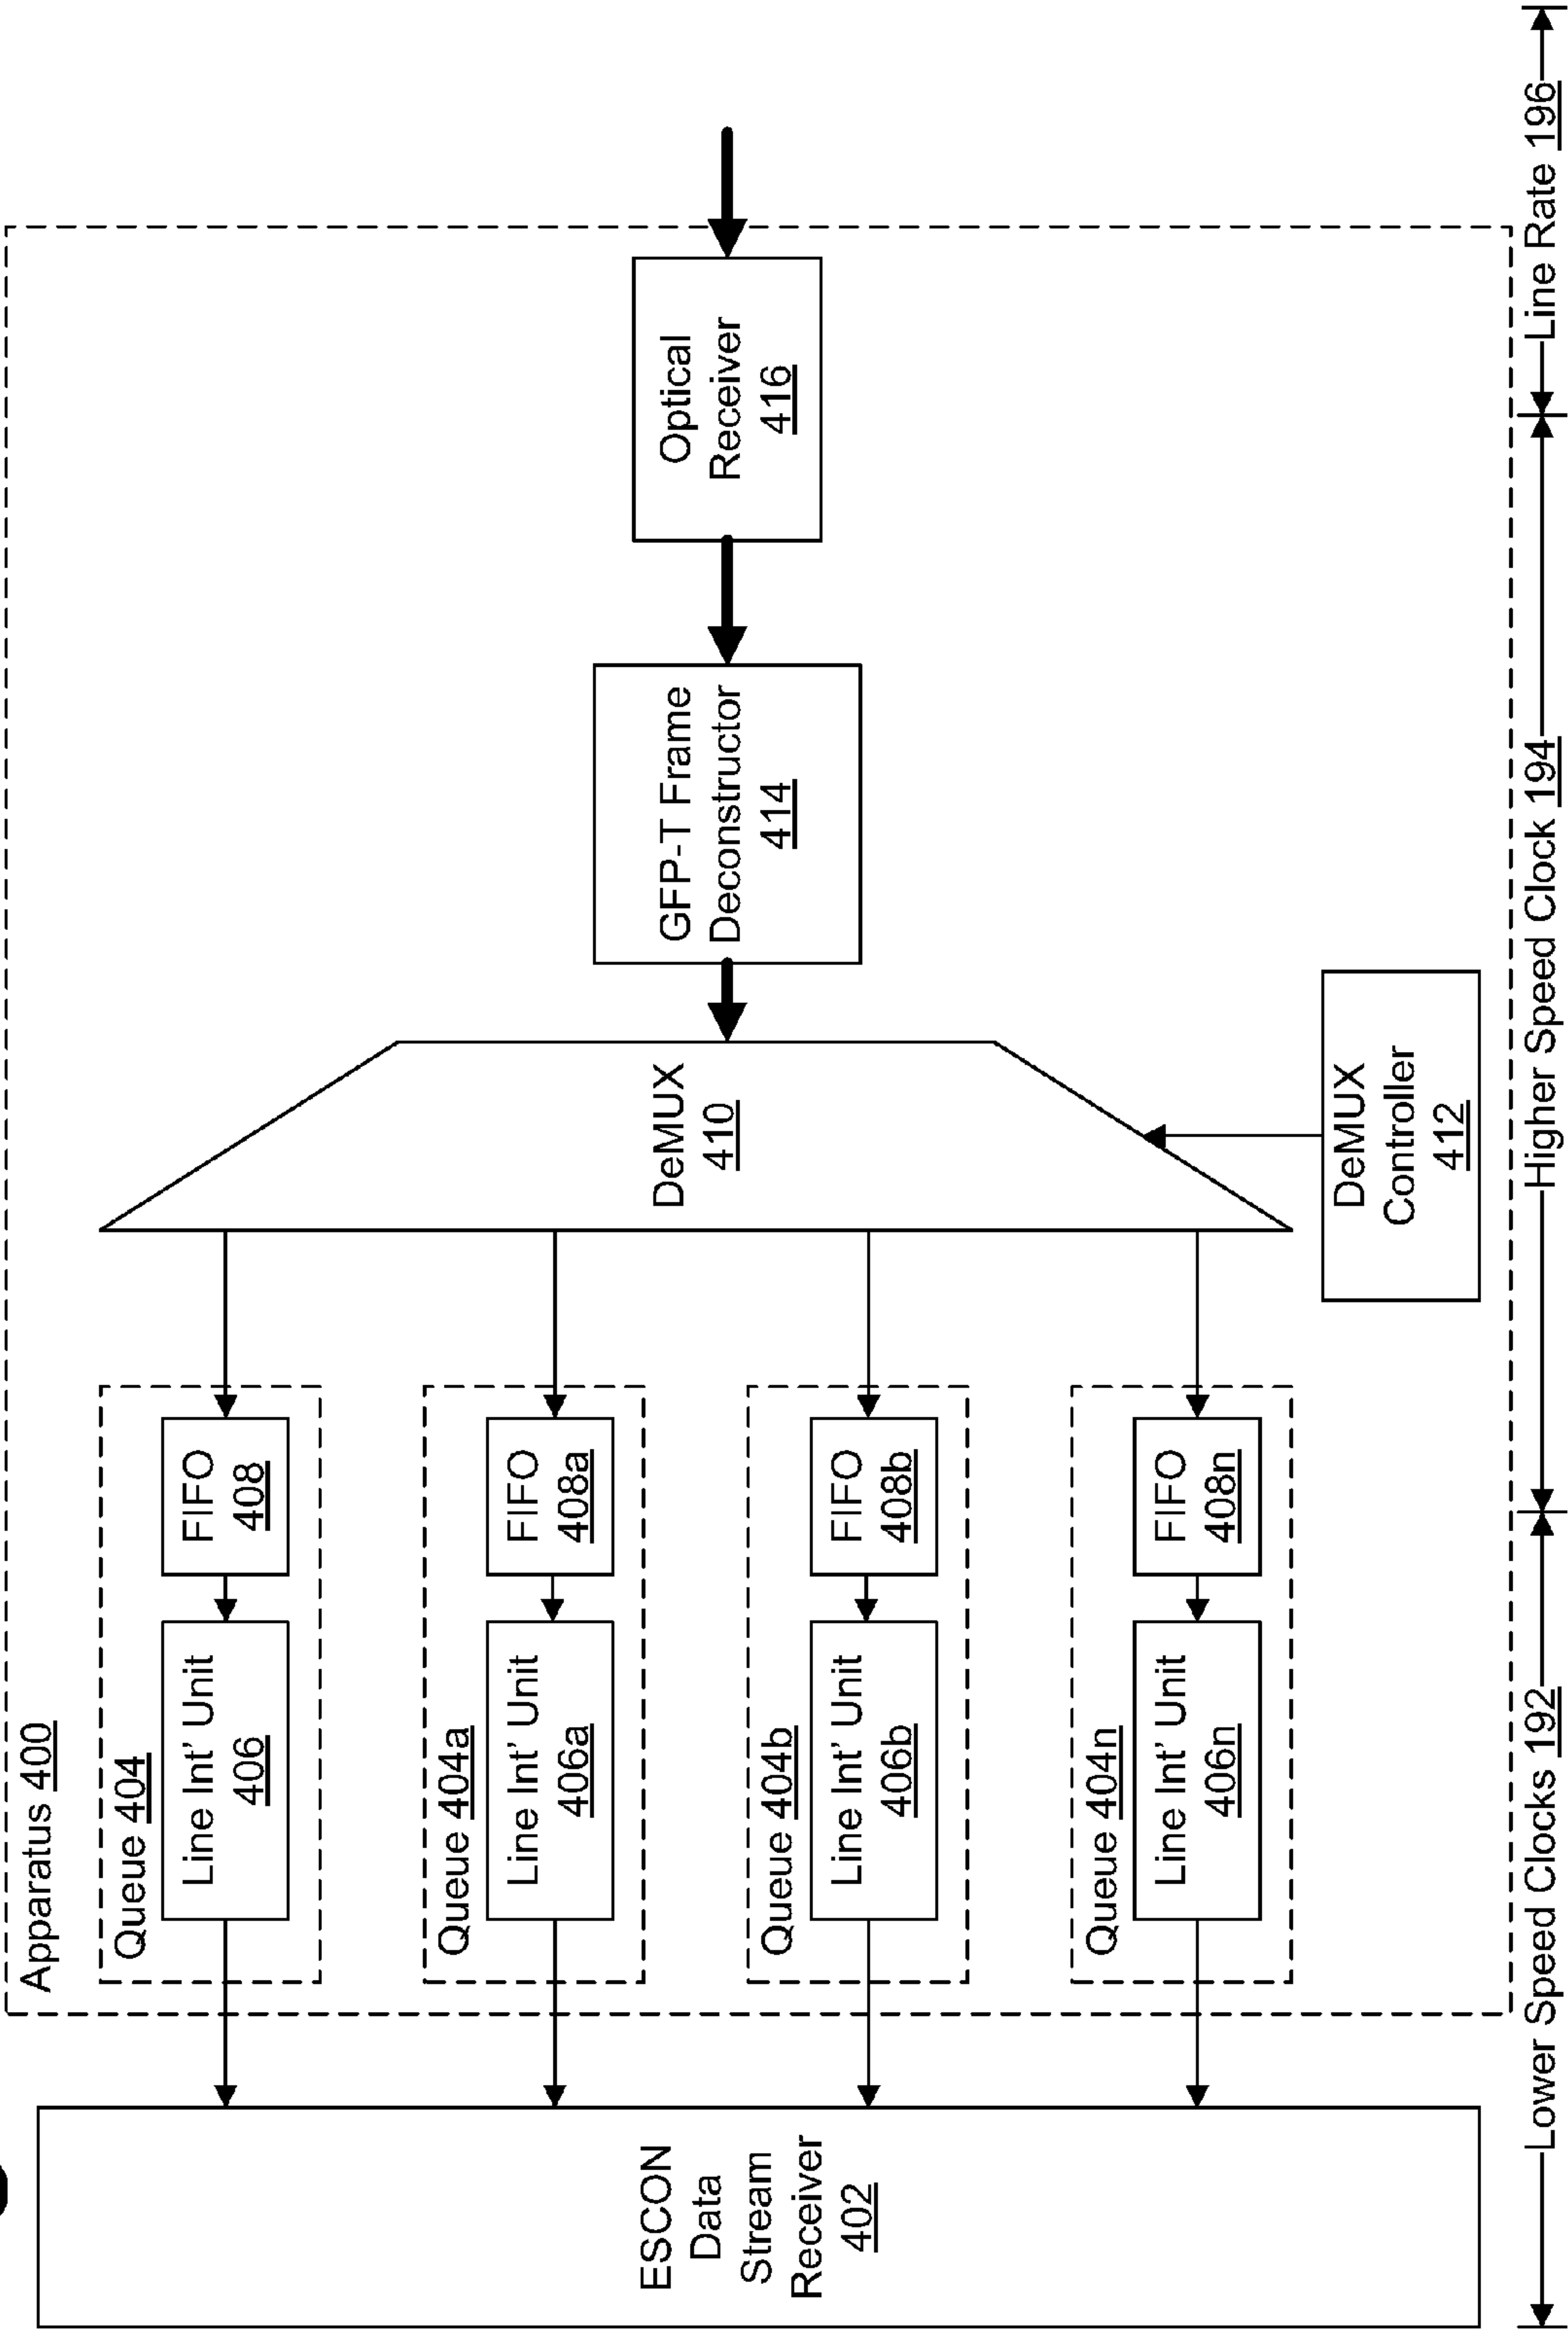 Apparatus 400
ESCON
Data
Stream
Receiver
402
Queue 404
Line Int' Unit
406
FIFO
408
Queue 404a
Line Int' Unit
406a
FIFO
408a
Queue 404b
Line Int' Unit
406b
FIFO
408b
Queue 404n
Line Int' Unit
406n
FIFO
408n
DeMUX
410
DeMUX
Controller
412
GFP-T Frame
Deconstructor
414
Optical
Receiver
416
Lower Speed Clocks 192
Higher Speed Clock 194
Line Rate 196